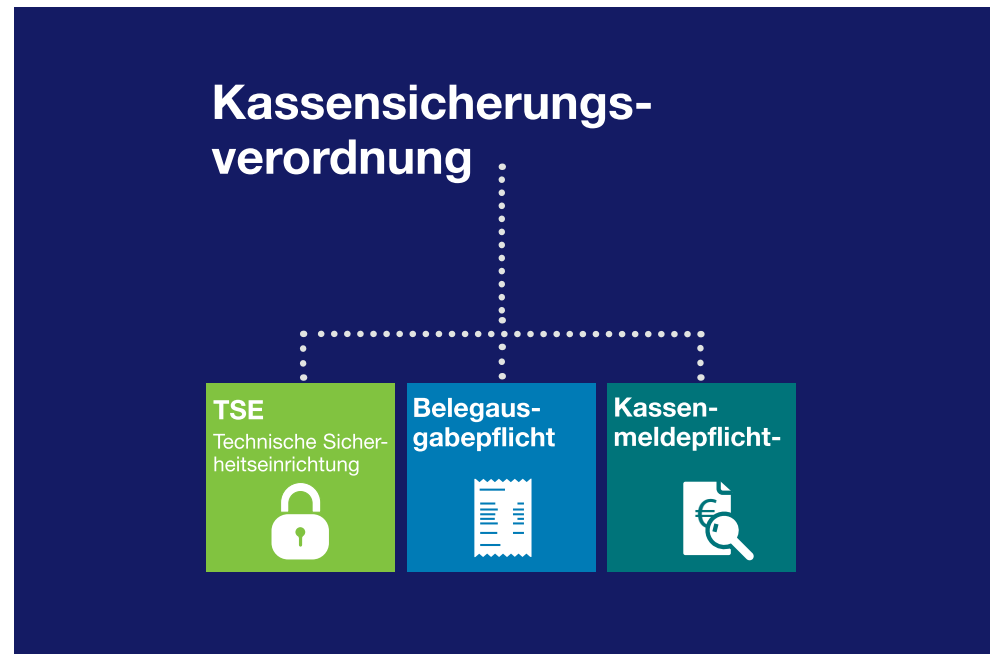 Kassensicherungs-
verordnung
TSE
Technische Sicher-
heitseinrichtung
Belegaus-
gabepflicht
Kassen-
meldepflicht-
€